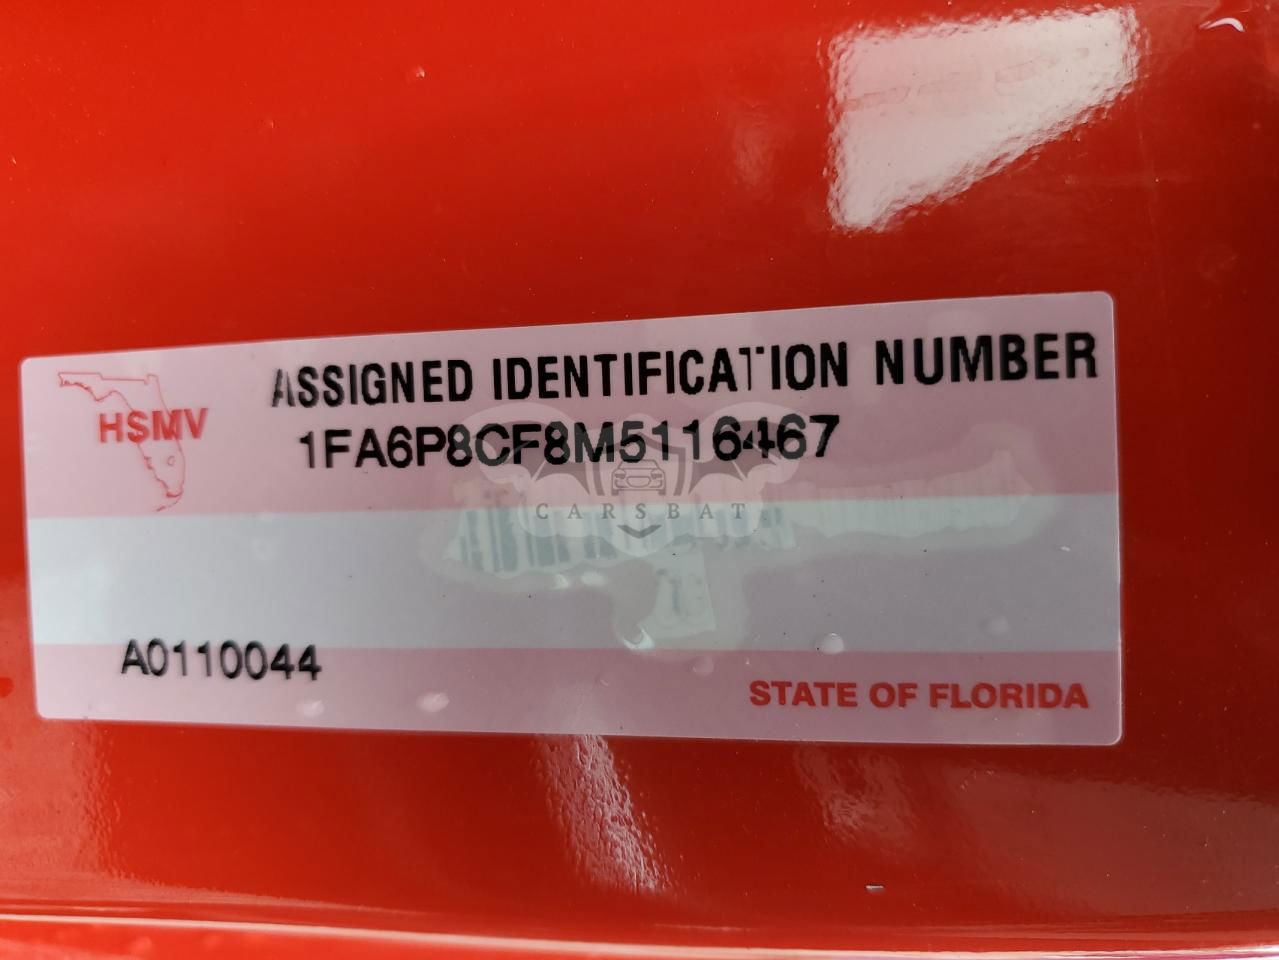 ASSIGNED IDENTIFICATION NUMBER
HSMV
1FA6P8CF8M5116467
CARSBAT
A0110044
STATE OF FLORIDA